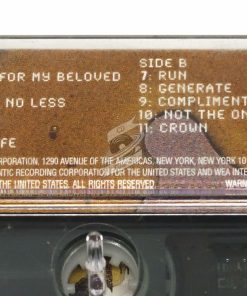 SIDE B
FOR MY BELOVED
7: RUN
8: GENERATE
NO LESS
9: COMPLIMENT
10: NOT THE ON
11: CROWN
FE
ORPORATION, 1290 AVENUE OF THE AMERICAS, NEW YORK, NEW YORK 10
NTIC RECORDING CORPORATION FOR THE UNITED STATES AND WEA INTE
THE UNITED STATES. ALL RIGHTS RESERVED WARN